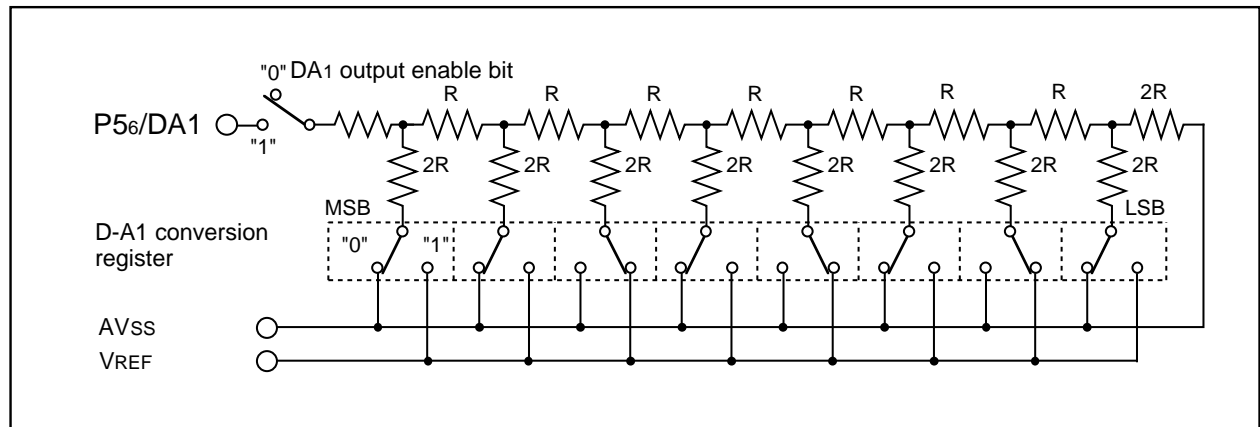 "0" DA1 output enable bit
R R R R R R R 2R
P56/DA1
"1"
2R 2R 2R 2R 2R 2R 2R 2R
MSB LSB
D-A1 conversion
register
"0" "1"
AVSS
VREF